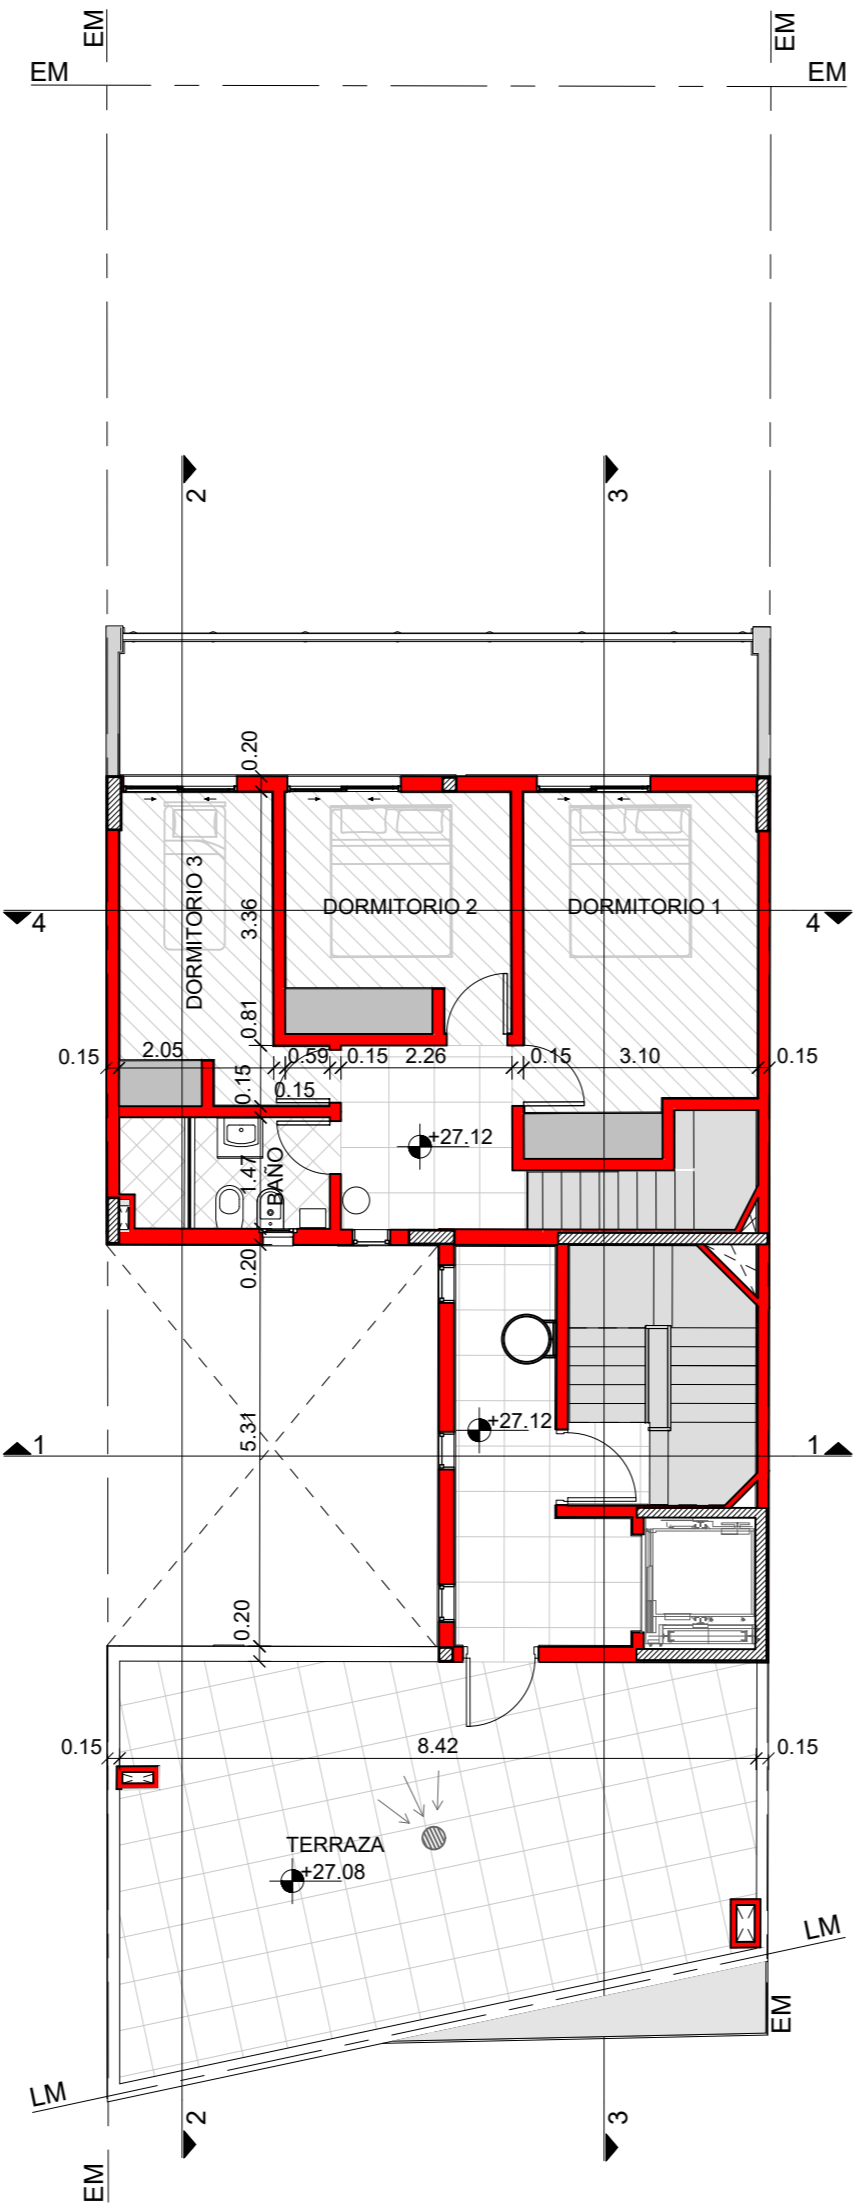 EM
EM
EM
EM
2
3
0.20
DORMITORIO 3
3.36
DORMITORIO 2
DORMITORIO 1
4
4
0.81
0.15
2.05
0.59
0.15
2.26
0.15
3.10
0.15
0.15
0.15
+27.12
1.47
BAÑO
0.20
+27.12
5.31
1
1
0.20
0.15
8.42
0.15
TERRAZA
+27.08
LM
EM
LM
2
3
EM